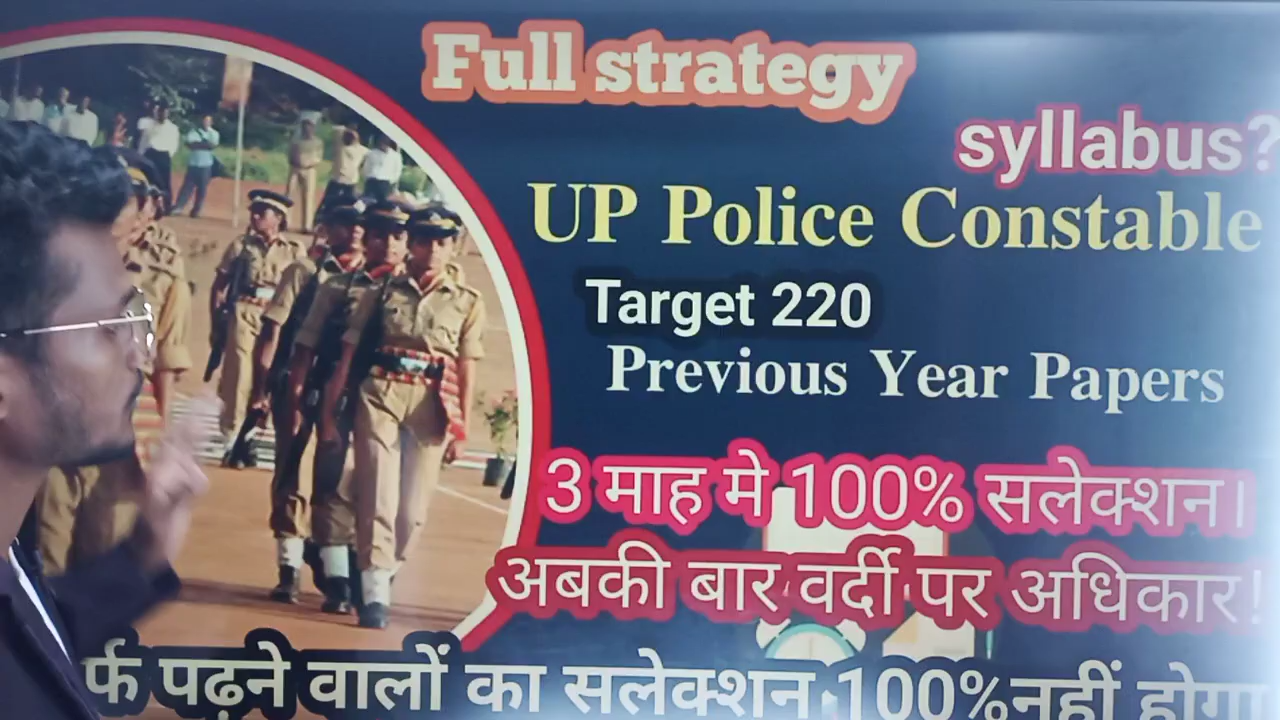 Full strategy
syllabus?
UP Police Constable
Target 220
Previous Year Papers
3 माह मे 100% सलेक्शन।
अबकी बार वर्दी पर अधिकार!
पढ़ने वालों का सलेक्शन 100%नहीं होगा